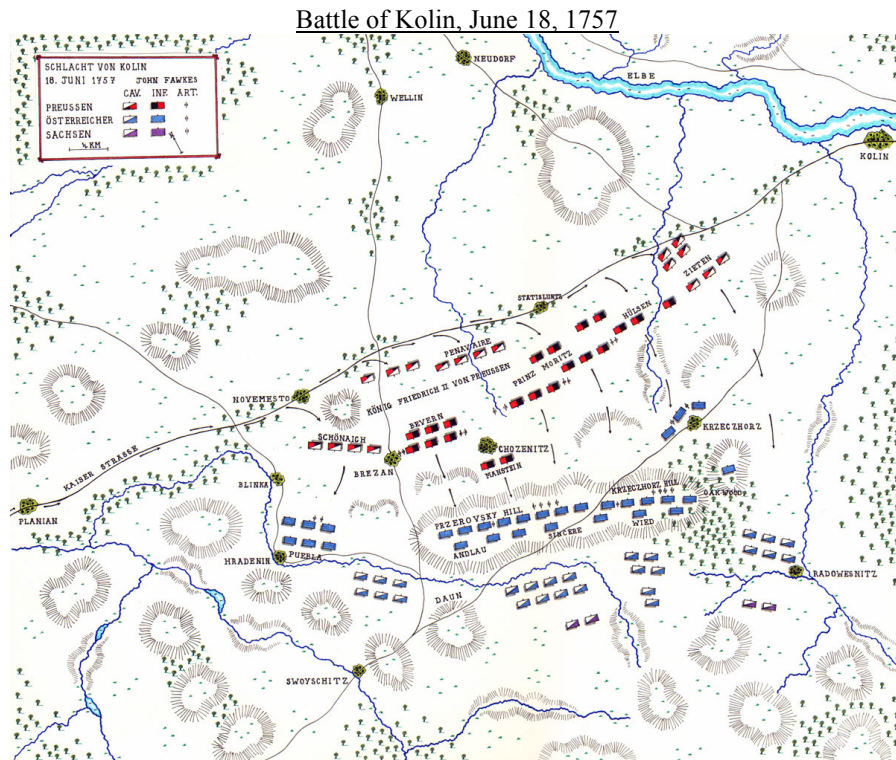 Battle of Kolin, June 18, 1757
SCHLACHT VON KOLIN
18. JUNI 1757 JOHN FAWKES
CAV. INF. ART.
PREUSSEN
ÖSTERREICHER
SACHSEN
½ KM
NEUDORF
ELBE
WELLIN
KOLIN
ZIETEN
STATISLUNTZ
HÜLSEN
PENAVAIRE
PRINZ MORITZ
KÖNIG FRIEDRICH II VON PREUSSEN
NOVEMESTO
BEVERN
SCHÖNAICH
KRZECZHORZ
CHOZENITZ
KAISER STRASSE
BREZAN
MANSTEIN
BLINKA
KRZECZHORZ HILL
OAK WOOD
PLANIAN
PRZEROVSKY HILL
WIED
SINCERE
ANDLAU
PUEBLA
HRADENIN
RADOWESNITZ
DAUN
SWOYSCHITZ